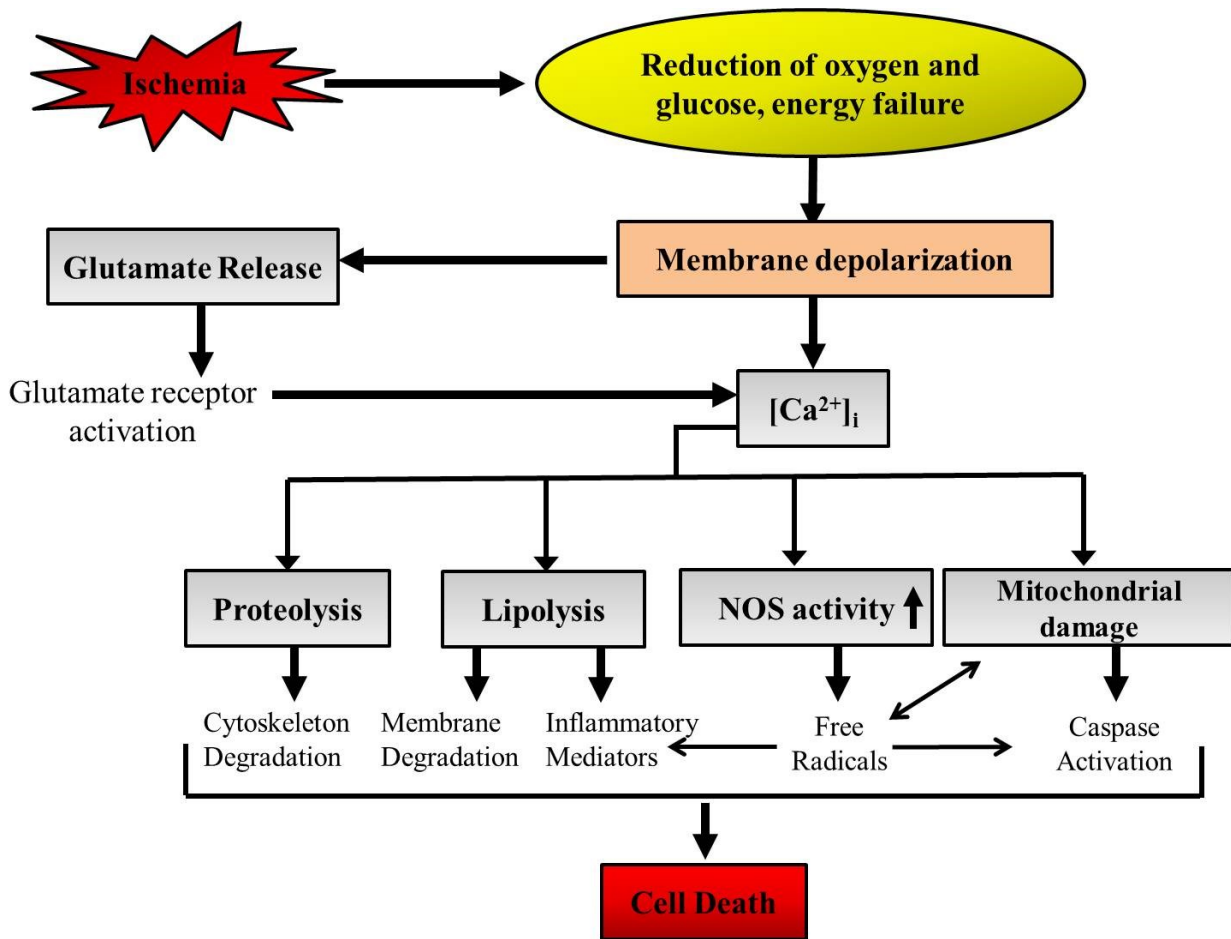 Ischemia
Reduction of oxygen and
glucose, energy failure
Glutamate Release
Membrane depolarization
Glutamate receptor
activation
[Ca²⁺]ᵢ
Proteolysis
Lipolysis
NOS activity
Mitochondrial
damage
Cytoskeleton
Degradation
Membrane
Degradation
Inflammatory
Mediators
Free
Radicals
Caspase
Activation
Cell Death